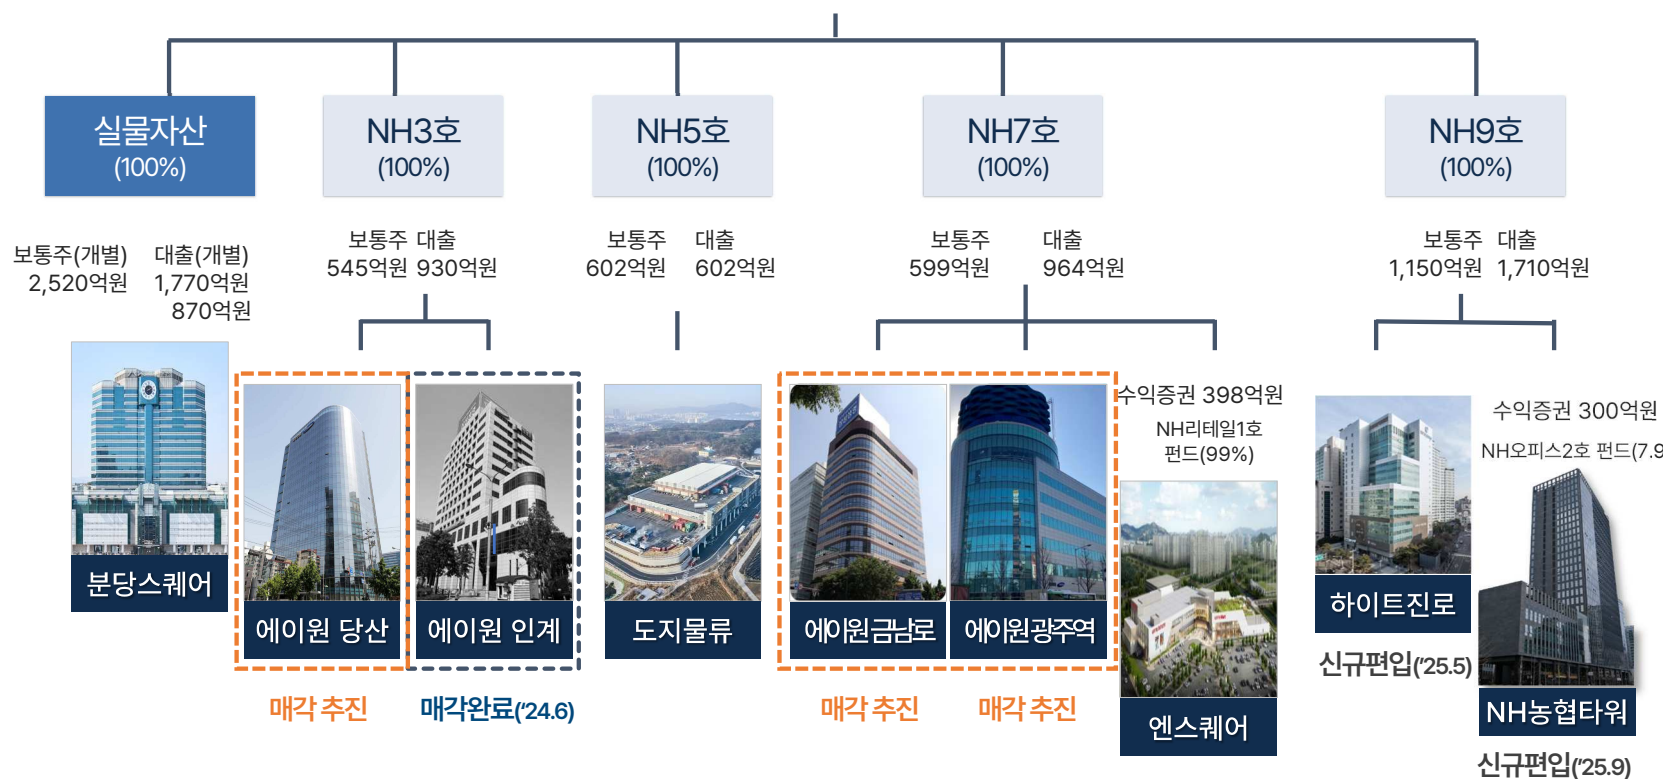 실물자산
(100%)
NH3호
(100%)
NH5호
(100%)
NH7호
(100%)
NH9호
(100%)
보통주(개별) 대출(개별)
2,520억원 1,770억원
870억원
보통주 대출
545억원 930억원
보통주 대출
602억원 602억원
보통주 대출
599억원 964억원
보통주 대출
1,150억원 1,710억원
분당스퀘어
에이원 당산
매각 추진
에이원 인계
매각완료('24.6)
도지물류
에이원금남로
매각 추진
에이원광주역
매각 추진
수익증권 398억원
NH리테일1호
펀드(99%)
엔스퀘어
하이트진로
신규편입('25.5)
수익증권 300억원
NH오피스2호 펀드(7.9
NH농협타워
신규편입('25.9)